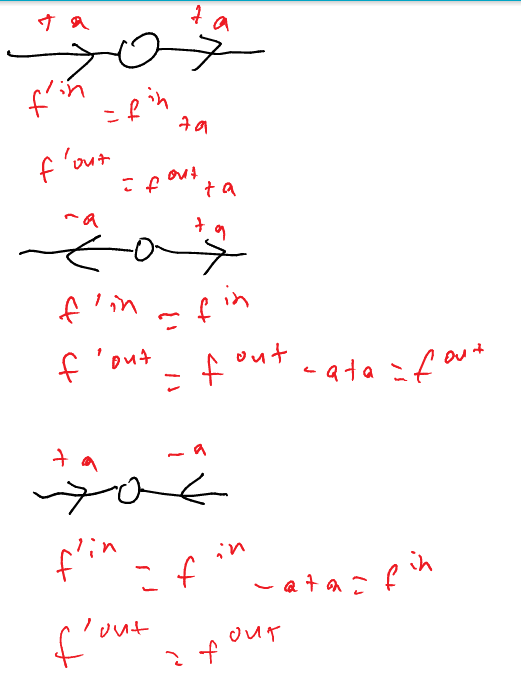 +a +a
f'in = f in +a
f'out = f out +a
-a +a
f'in = f in
f'out = f out -a+a = f out
+a -a
f'in = f in -a+a = f in
f'out = f out